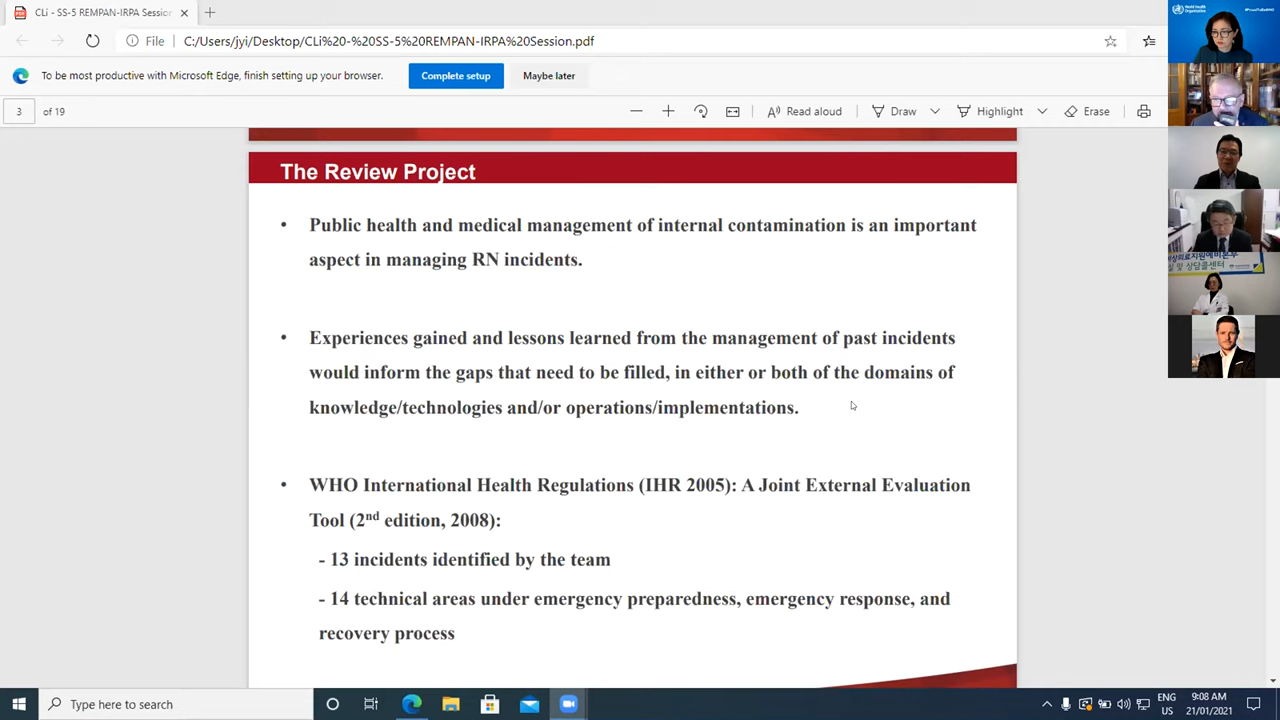 CLi - SS-5 REMPAN-IRPA Session
File
C:/Users/jyi/Desktop/CLi%20-%20SS-5%20REMPAN-IRPA%20Session.pdf
To be most productive with Microsoft Edge, finish setting up your browser.
Complete setup
Maybe later
3 of 19
Read aloud
Draw
Highlight
Erase
World Health
Organization
The Review Project
• Public health and medical management of internal contamination is an important
aspect in managing RN incidents.
• Experiences gained and lessons learned from the management of past incidents
would inform the gaps that need to be filled, in either or both of the domains of
knowledge/technologies and/or operations/implementations.
• WHO International Health Regulations (IHR 2005): A Joint External Evaluation
Tool (2nd edition, 2008):
- 13 incidents identified by the team
- 14 technical areas under emergency preparedness, emergency response, and
recovery process
Type here to search
ENG
US
9:08 AM
21/01/2021